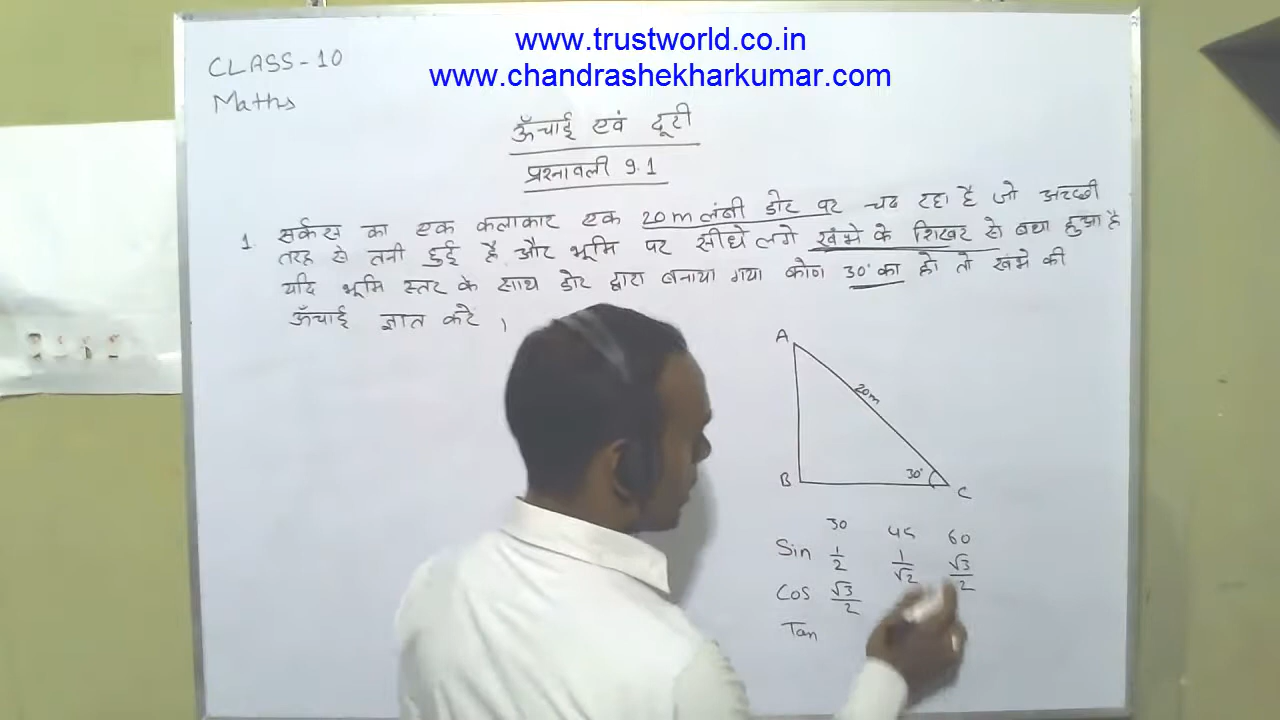 www.trustworld.co.in
www.chandrashekharkumar.com
CLASS-10
Maths
ऊँचाई एवं दूरी
प्रश्नावली 9.1
1. सर्कस का एक कलाकार एक 20m लंबी डोर पर चढ रहा है जो अच्छी
तरह से तनी हुई है और भूमि पर सीधे लगे खंभे के शिखर से बंधा हुआ है
यदि भूमि स्तर के साथ डोर द्वारा बनाया गया कोण 30° का हो तो खंभे की
ऊँचाई ज्ञात करे ।
A
20m
30°
B
C
30 45 60
Sin 1/2 1/√2 √3/2
Cos √3/2
Tan